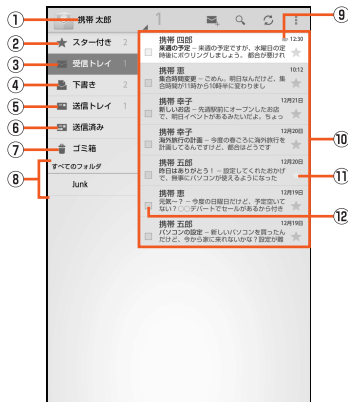 ① 携帯 太郎 1 ⑨
② スター付き 2
③ 受信トレイ 1
④ 下書き 2
⑤ 送信トレイ 1
⑥ 送信済み
⑦ ゴミ箱
⑧ すべてのフォルダ
Junk
携帯 四郎 12:30
来週の予定 – 来週の予定ですが、水曜日の定
時後にボウリングしましょう。 都合が悪けれ
携帯 恵 10:12
集合時間変更 – ごめん。明日なんだけど、集
合時間が11時から10時半に変わりまし
携帯 幸子 12月21日
新しいお店 – 先週駅前にオープンしたお店
で、明日イベントがあるみたいだよ。ちょっ
携帯 幸子 12月20日
海外旅行の計画 – 今度の春ごろに海外旅行を
計画してるんですけど、都合はどうです
⑩
携帯 五郎 12月20日
昨日はありがとう！ – 設定してくれたおかげ
で、無事にパソコンが使えるようになった
⑪
携帯 恵 12月19日
元気～？ – 今度の日曜日だけど、予定空いて
ない？○○デパートでセールがあるから付き
⑫
携帯 五郎 12月19日
パソコンの設定 – 新しいパソコンを買ったん
だけど、今から家に来れないかな？設定が難